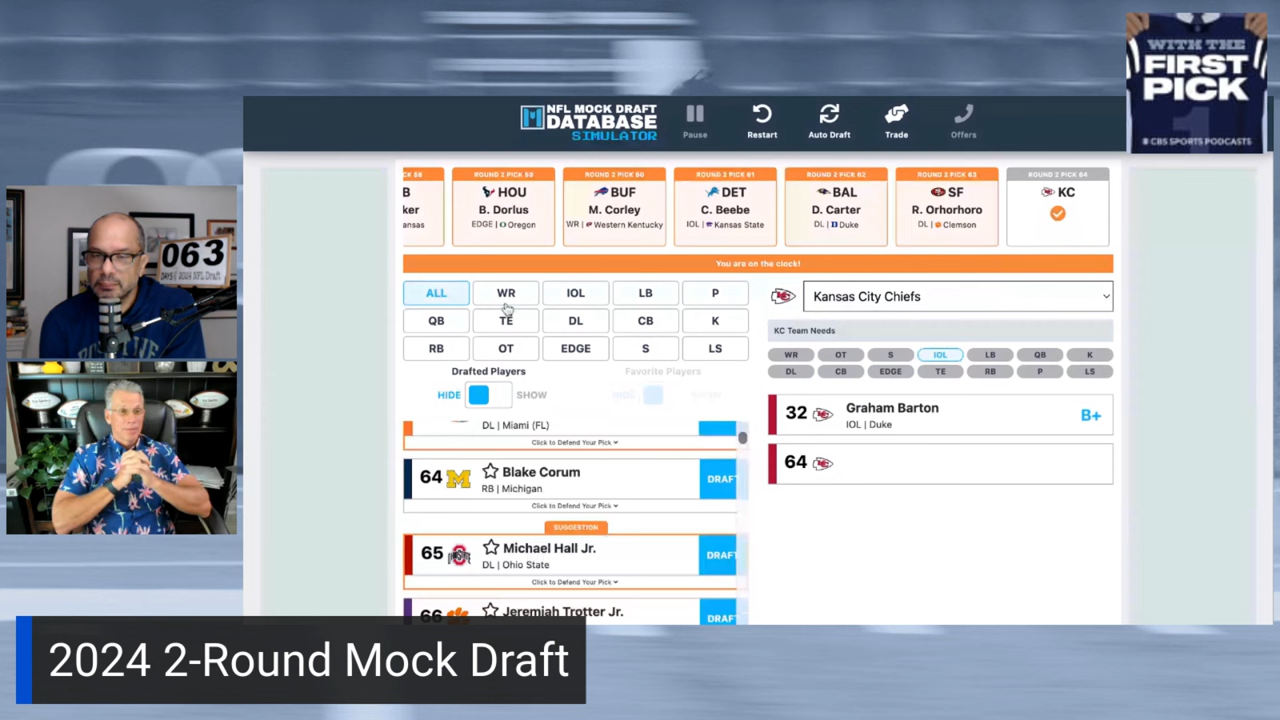 WITH THE
FIRST
PICK
CBS SPORTS PODCASTS
NFL MOCK DRAFT
DATABASE
SIMULATOR
Pause
Restart
Auto Draft
Trade
Offers
ROUND 2 PICK 59
HOU
B. Dorlus
EDGE | Oregon
ROUND 2 PICK 60
BUF
M. Corley
WR | Western Kentucky
ROUND 2 PICK 61
DET
C. Beebe
IOL | Kansas State
ROUND 2 PICK 62
BAL
D. Carter
DL | Duke
ROUND 2 PICK 63
SF
R. Orhorhoro
DL | Clemson
ROUND 2 PICK 64
KC
You are on the clock!
ALL
WR
IOL
LB
P
QB
TE
DL
CB
K
RB
OT
EDGE
S
LS
Drafted Players
HIDE
SHOW
Favorite Players
DL | Miami (FL)
Click to Defend Your Pick
64
Blake Corum
RB | Michigan
DRAFT
Click to Defend Your Pick
SUGGESTION
65
Michael Hall Jr.
DL | Ohio State
DRAFT
Click to Defend Your Pick
66
Jeremiah Trotter Jr.
DRAFT
Kansas City Chiefs
KC Team Needs
WR OT S IOL LB QB K
DL CB EDGE TE RB P LS
32
Graham Barton
IOL | Duke
B+
64
063
2024 2-Round Mock Draft